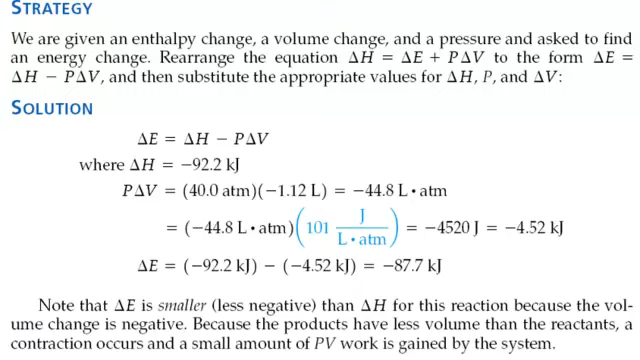 STRATEGY
We are given an enthalpy change, a volume change, and a pressure and asked to find
an energy change. Rearrange the equation ΔH = ΔE + PΔV to the form ΔE =
ΔH − PΔV, and then substitute the appropriate values for ΔH, P, and ΔV:
SOLUTION
ΔE = ΔH − PΔV
where ΔH = −92.2 kJ
PΔV = (40.0 atm)(−1.12 L) = −44.8 L • atm
= (−44.8 L • atm)(101 J / L • atm) = −4520 J = −4.52 kJ
ΔE = (−92.2 kJ) − (−4.52 kJ) = −87.7 kJ
Note that ΔE is smaller (less negative) than ΔH for this reaction because the vol-
ume change is negative. Because the products have less volume than the reactants, a
contraction occurs and a small amount of PV work is gained by the system.